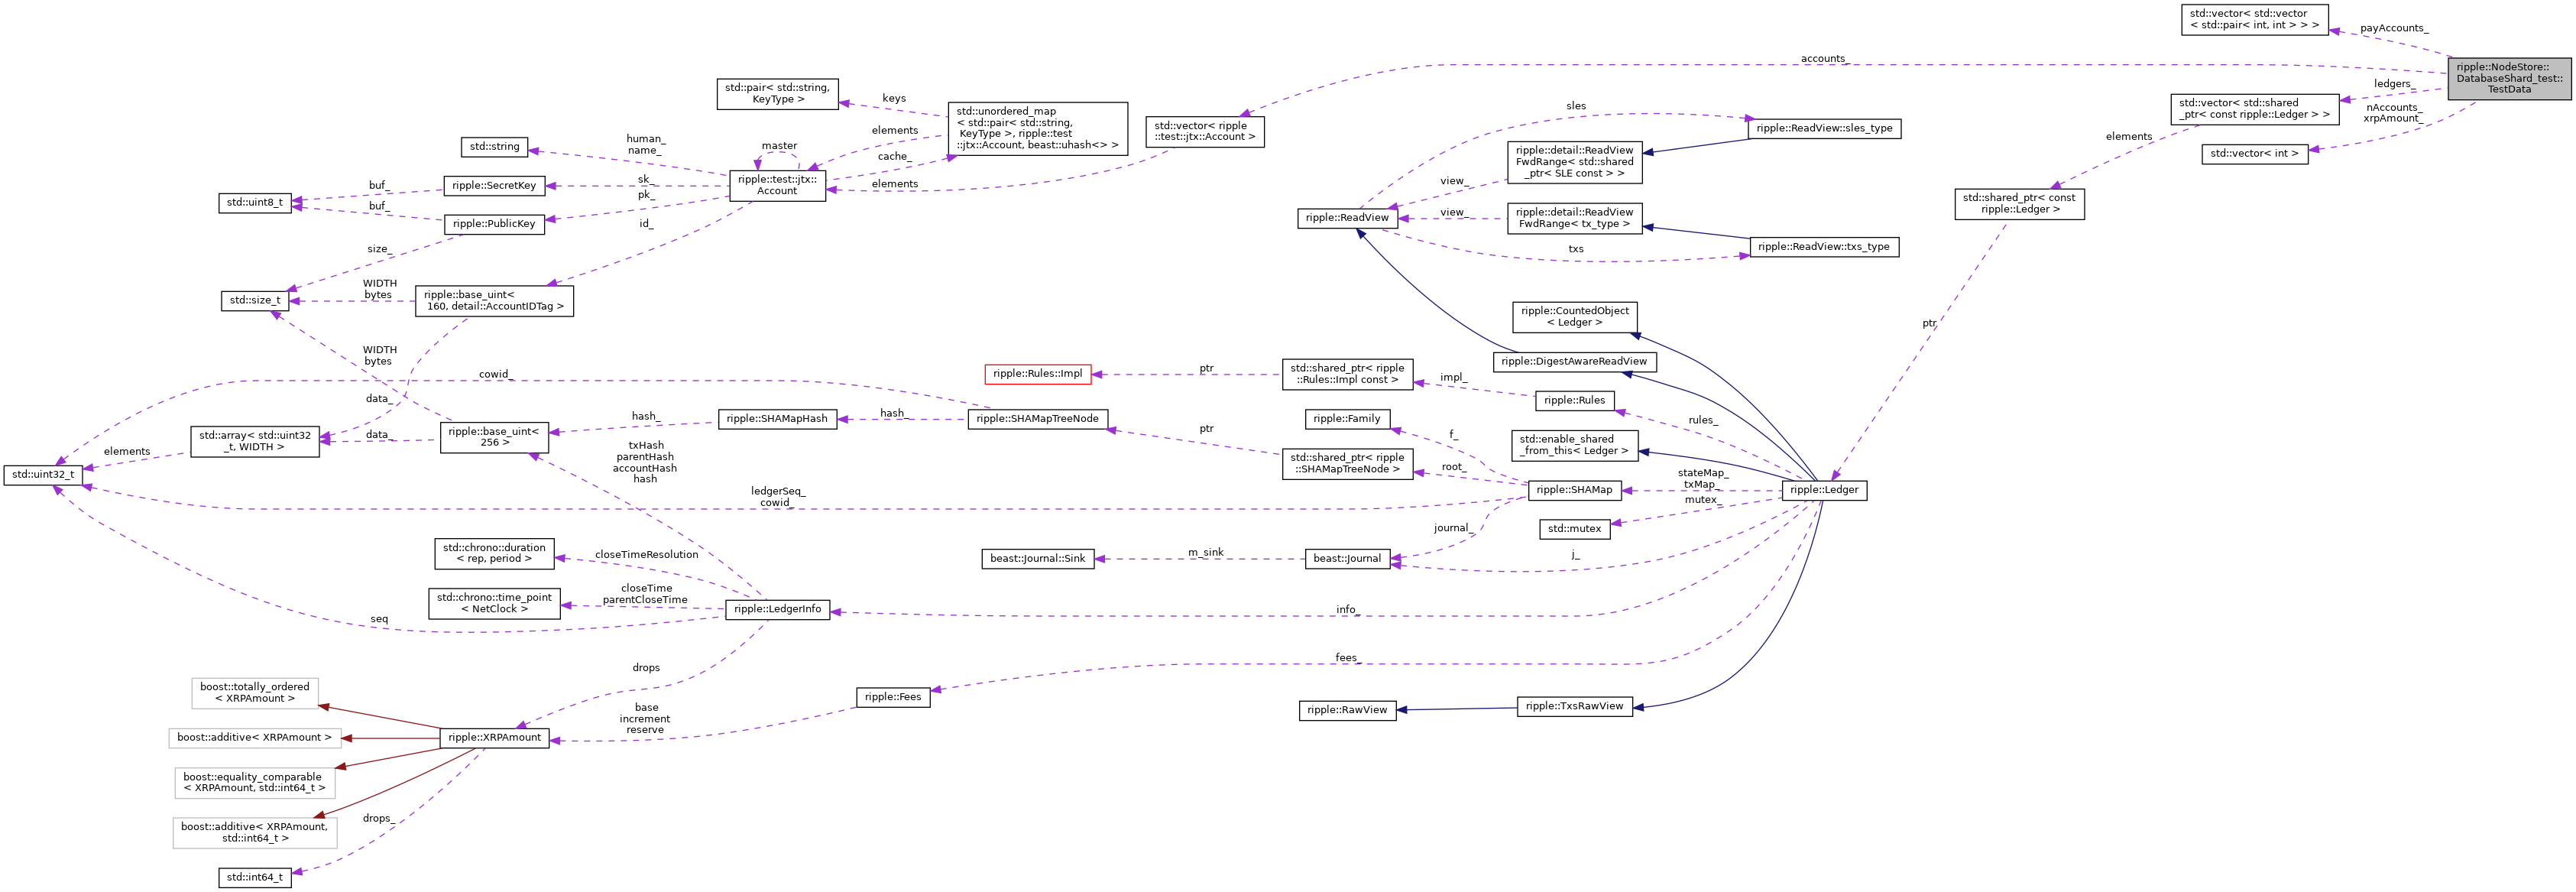 std::vector< std::vector
< std::pair< int, int > > >
payAccounts_
accounts_
ripple::NodeStore::
DatabaseShard_test::
TestData
ledgers_
std::vector< std::shared
_ptr< const ripple::Ledger > >
nAccounts_
xrpAmount_
elements
std::vector< int >
std::pair< std::string,
KeyType >
keys
std::unordered_map
< std::pair< std::string,
KeyType >, ripple::test
::jtx::Account, beast::uhash<> >
elements
cache_
std::vector< ripple
::test::jtx::Account >
elements
sles
ripple::ReadView::sles_type
std::string
human_
name_
master
ripple::test::jtx::
Account
ripple::detail::ReadView
FwdRange< std::shared
_ptr< SLE const > >
view_
ripple::SecretKey
sk_
buf_
std::uint8_t
buf_
ripple::PublicKey
pk_
id_
std::shared_ptr< const
ripple::Ledger >
ripple::ReadView
view_
ripple::detail::ReadView
FwdRange< tx_type >
txs
ripple::ReadView::txs_type
size_
std::size_t
WIDTH
bytes
ripple::base_uint<
160, detail::AccountIDTag >
ripple::CountedObject
< Ledger >
ptr
WIDTH
bytes
ripple::DigestAwareReadView
cowid_
ripple::Rules::Impl
ptr
std::shared_ptr< ripple
::Rules::Impl const >
impl_
ripple::Rules
data_
hash_
ripple::SHAMapHash
hash_
ripple::SHAMapTreeNode
ptr
ripple::Family
f_
rules_
std::array< std::uint32
_t, WIDTH >
data_
ripple::base_uint<
256 >
std::enable_shared
_from_this< Ledger >
elements
std::uint32_t
txHash
parentHash
accountHash
hash
std::shared_ptr< ripple
::SHAMapTreeNode >
root_
ripple::SHAMap
stateMap_
txMap_
ripple::Ledger
ledgerSeq_
cowid_
mutex_
std::mutex
journal_
std::chrono::duration
< rep, period >
closeTimeResolution
beast::Journal::Sink
m_sink
beast::Journal
j_
std::chrono::time_point
< NetClock >
closeTime
parentCloseTime
ripple::LedgerInfo
info_
seq
drops
fees_
boost::totally_ordered
< XRPAmount >
ripple::Fees
base
increment
reserve
ripple::RawView
ripple::TxsRawView
boost::additive< XRPAmount >
ripple::XRPAmount
boost::equality_comparable
< XRPAmount, std::int64_t >
boost::additive< XRPAmount,
std::int64_t >
drops_
std::int64_t